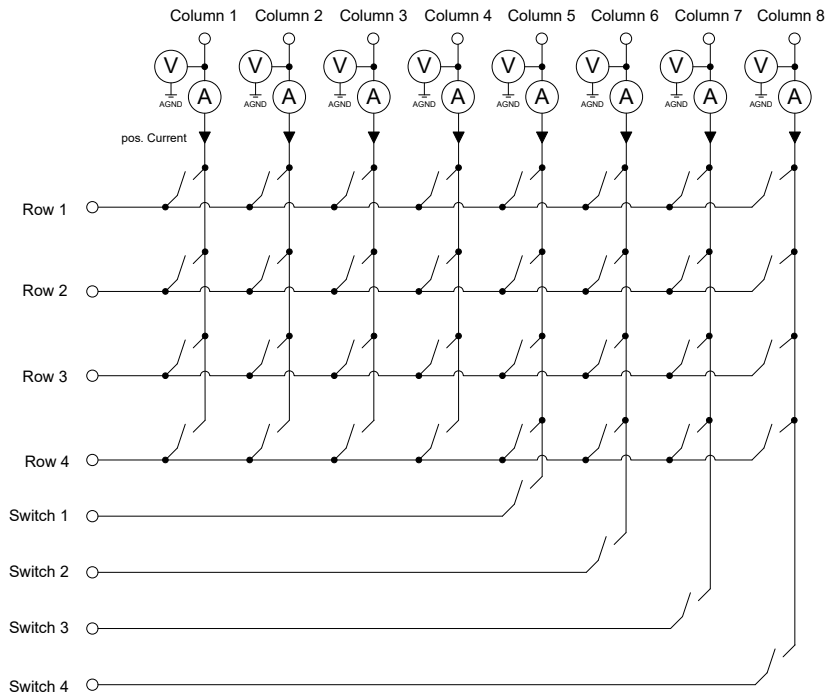 Column 1 Column 2 Column 3 Column 4 Column 5 Column 6 Column 7 Column 8
V V V V V V V V
A A A A A A A A
AGND AGND AGND AGND AGND AGND AGND AGND
pos. Current
Row 1
Row 2
Row 3
Row 4
Switch 1
Switch 2
Switch 3
Switch 4